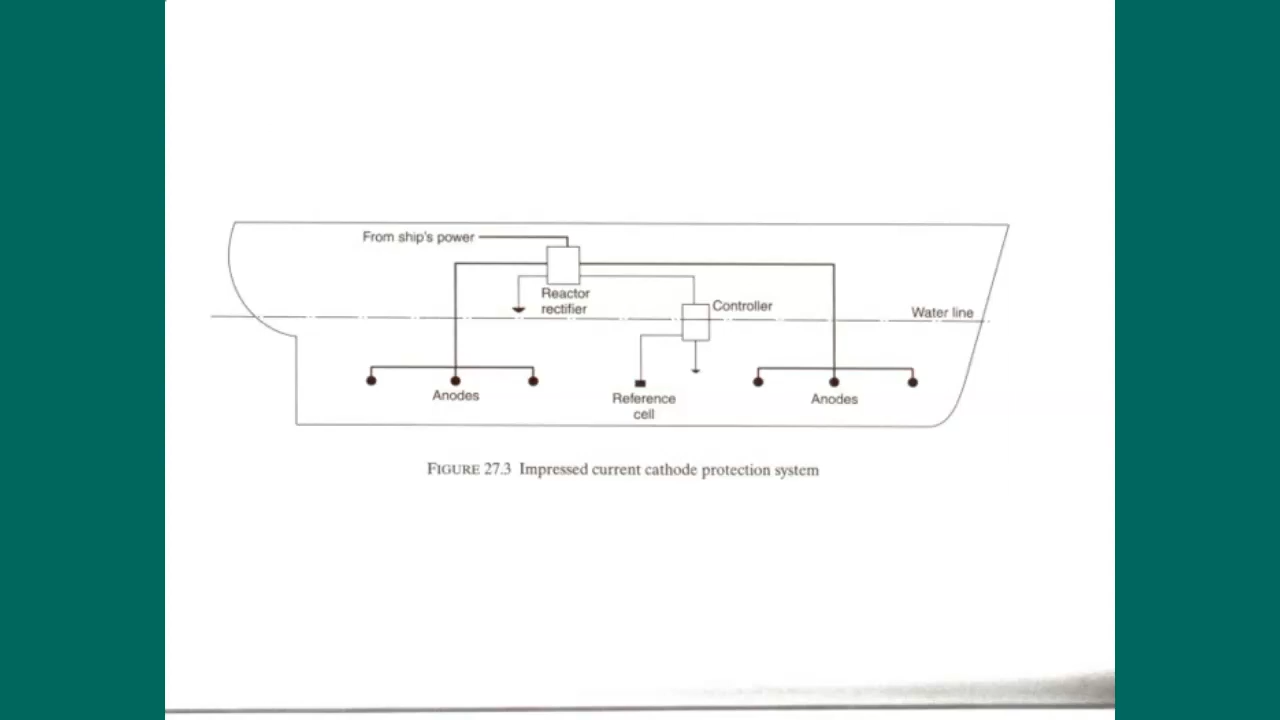 From ship's power
Reactor
rectifier
Controller
Water line
Anodes
Reference
cell
Anodes
FIGURE 27.3 Impressed current cathode protection system